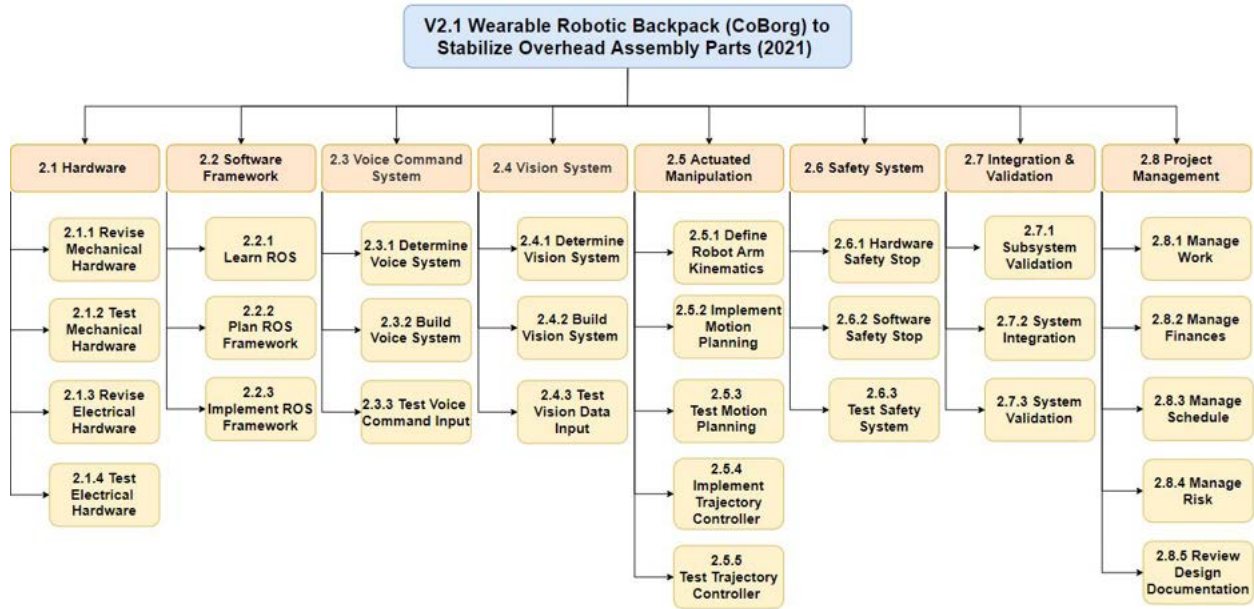 V2.1 Wearable Robotic Backpack (CoBorg) to
Stabilize Overhead Assembly Parts (2021)
2.1 Hardware
2.1.1 Revise
Mechanical
Hardware
2.1.2 Test
Mechanical
Hardware
2.1.3 Revise
Electrical
Hardware
2.1.4 Test
Electrical
Hardware
2.2 Software
Framework
2.2.1
Learn ROS
2.2.2
Plan ROS
Framework
2.2.3
Implement ROS
Framework
2.3 Voice Command
System
2.3.1 Determine
Voice System
2.3.2 Build
Voice System
2.3.3 Test Voice
Command Input
2.4 Vision System
2.4.1 Determine
Vision System
2.4.2 Build
Vision System
2.4.3 Test
Vision Data
Input
2.5 Actuated
Manipulation
2.5.1 Define
Robot Arm
Kinematics
2.5.2 Implement
Motion
Planning
2.5.3
Test Motion
Planning
2.5.4
Implement
Trajectory
Controller
2.5.5
Test Trajectory
Controller
2.6 Safety System
2.6.1 Hardware
Safety Stop
2.6.2 Software
Safety Stop
2.6.3
Test Safety
System
2.7 Integration &
Validation
2.7.1
Subsystem
Validation
2.7.2 System
Integration
2.7.3 System
Validation
2.8 Project
Management
2.8.1 Manage
Work
2.8.2 Manage
Finances
2.8.3 Manage
Schedule
2.8.4 Manage
Risk
2.8.5 Review
Design
Documentation